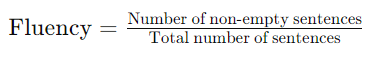 Fluency = Number of non-empty sentences / Total number of sentences